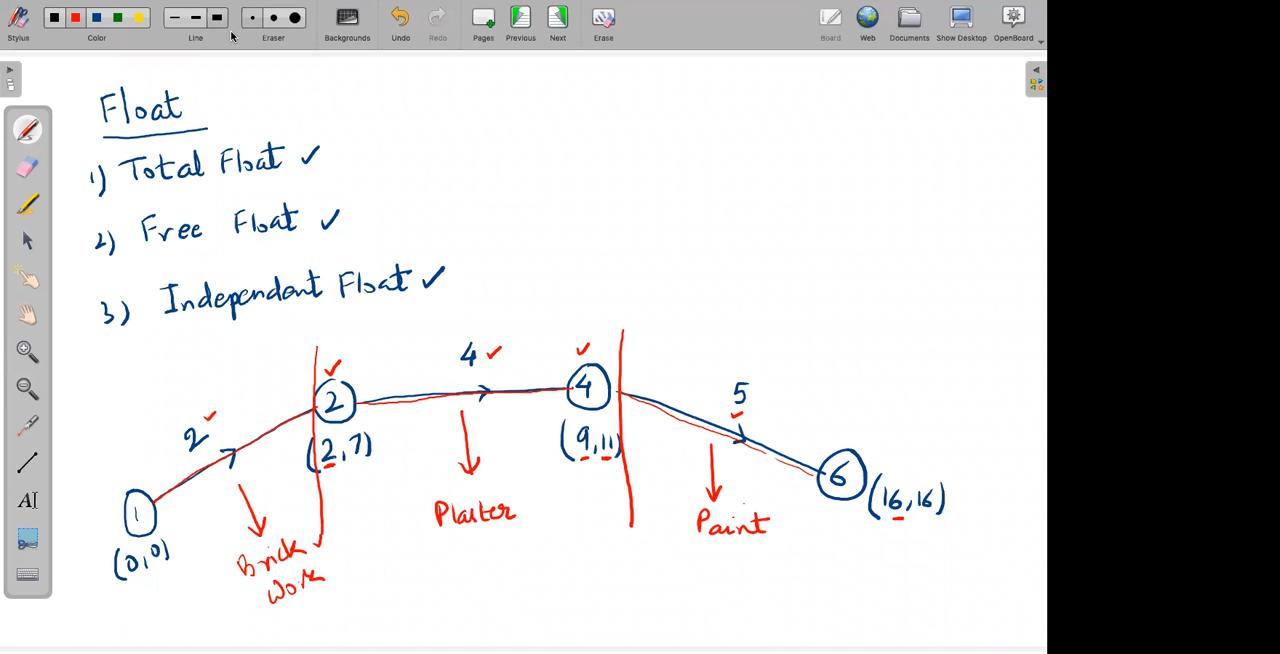 Stylus
Color
Line
Eraser
Backgrounds
Undo
Redo
Pages
Previous
Next
Erase
Board
Web
Documents
Show Desktop
OpenBoard
Float
1) Total Float ✓
2) Free Float ✓
3) Independent Float ✓
4 ✓
✓ ✓
2 ✓
2
4
5 ✓
(2,7)
(9,11)
6
(16,16)
1
(0,0)
Brick
Work
Plaster
Paint